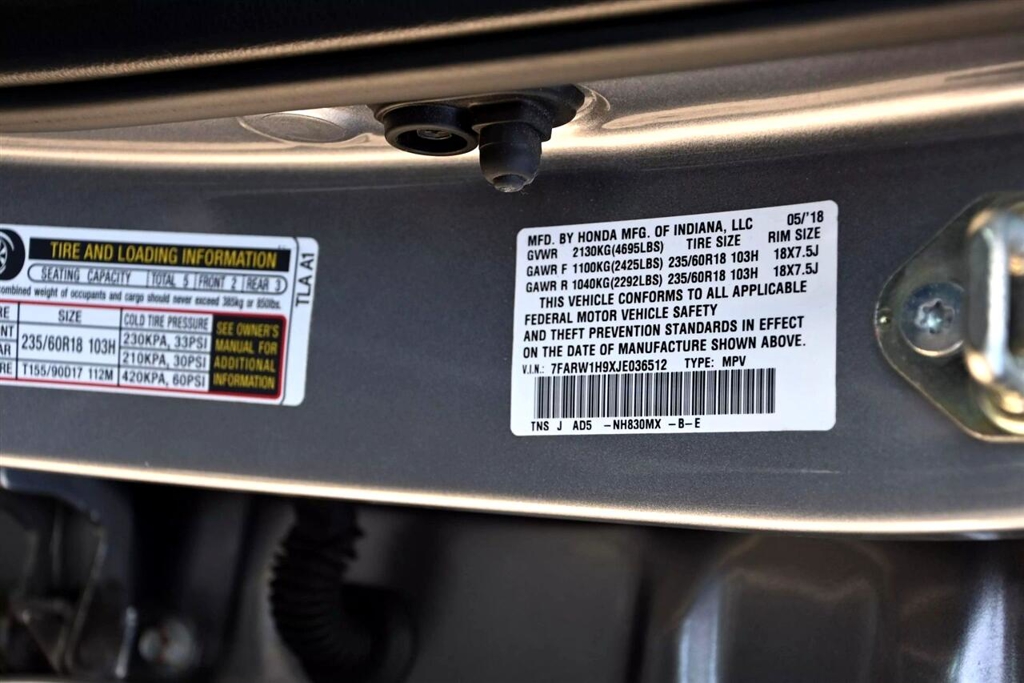 TIRE AND LOADING INFORMATION
SEATING CAPACITY TOTAL 5 FRONT 2 REAR 3
combined weight of occupants and cargo should never exceed 385kg or 850lbs.
SIZE COLD TIRE PRESSURE
235/60R18 103H 230KPA, 33PSI
210KPA, 30PSI
T155/90D17 112M 420KPA, 60PSI
SEE OWNER'S
MANUAL FOR
ADDITIONAL
INFORMATION
TLA A1
MFD. BY HONDA MFG. OF INDIANA, LLC 05/'18
GVWR 2130KG(4695LBS) TIRE SIZE RIM SIZE
GAWR F 1100KG(2425LBS) 235/60R18 103H 18X7.5J
GAWR R 1040KG(2292LBS) 235/60R18 103H 18X7.5J
THIS VEHICLE CONFORMS TO ALL APPLICABLE
FEDERAL MOTOR VEHICLE SAFETY
AND THEFT PREVENTION STANDARDS IN EFFECT
ON THE DATE OF MANUFACTURE SHOWN ABOVE.
V.I.N.: 7FARW1H9XJE036512 TYPE: MPV
TNS J AD5 -NH830MX -B-E